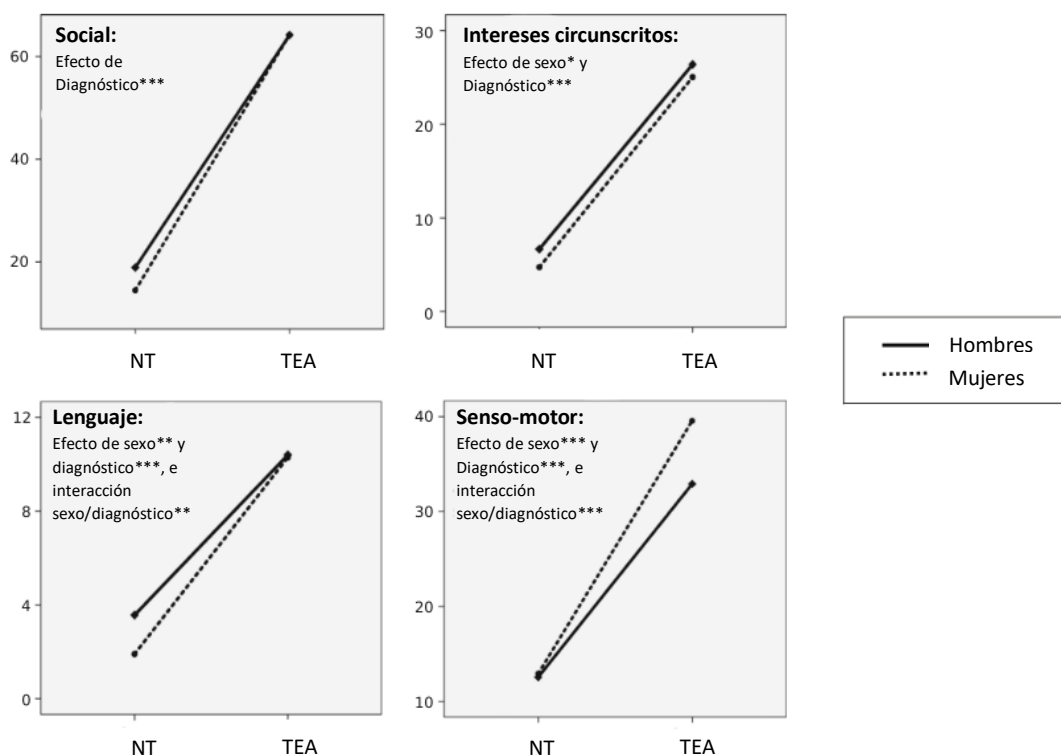 Social:
Efecto de
Diagnóstico***
60
40
20
NT TEA
Intereses circunscritos:
Efecto de sexo* y
Diagnóstico***
30
20
10
0
NT TEA
Hombres
Mujeres
Lenguaje:
Efecto de sexo** y
diagnóstico***, e
interacción
sexo/diagnóstico**
12
8
4
0
NT TEA
Senso-motor:
Efecto de sexo*** y
Diagnóstico***, e
interacción
sexo/diagnóstico***
40
30
20
10
NT TEA